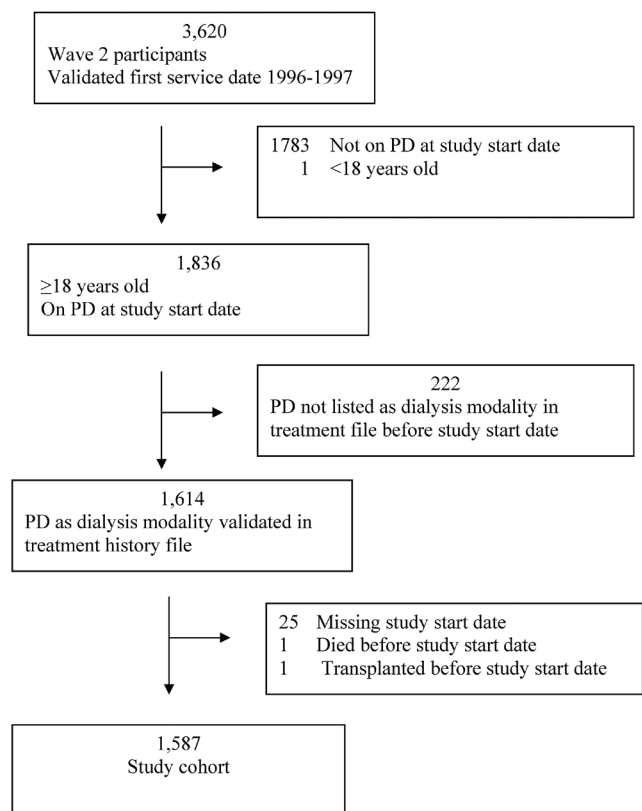 3,620
Wave 2 participants
Validated first service date 1996-1997
1783 Not on PD at study start date
1 <18 years old
1,836
≥18 years old
On PD at study start date
222
PD not listed as dialysis modality in
treatment file before study start date
1,614
PD as dialysis modality validated in
treatment history file
25 Missing study start date
1 Died before study start date
1 Transplanted before study start date
1,587
Study cohort